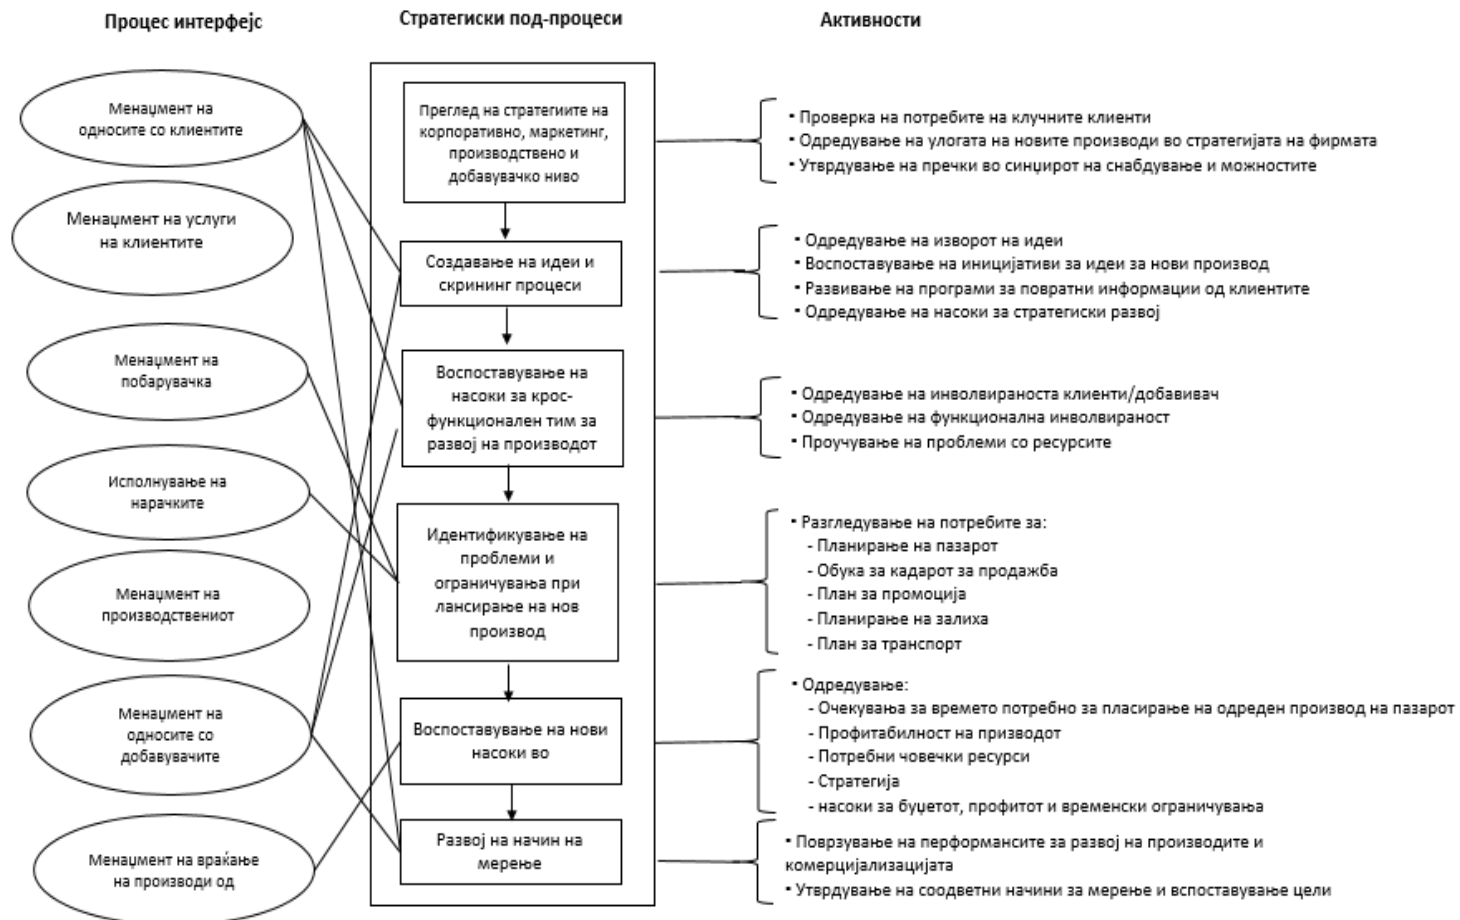 Процес интерфејс
Стратегиски под-процеси
Активности
Менаџмент на
односите со клиентите
Менаџмент на услуги
на клиентите
Менаџмент на
побарувачка
Исполнување на
нарачките
Менаџмент на
производствениот
Менаџмент на
односите со
добавувачите
Менаџмент на враќање
на производи од
Преглед на стратегиите на
корпоративно, маркетинг,
производствено и
добавувачко ниво
Создавање на идеи и
скрининг процеси
Воспоставување на
насоки за крос-
функционален тим за
развој на производот
Идентификување на
проблеми и
ограничувања при
лансирање на нов
производ
Воспоставување на нови
насоки во
Развој на начин на
мерење
▪ Проверка на потребите на клучните клиенти
▪ Одредување на улогата на новите производи во стратегијата на фирмата
▪ Утврдување на пречки во синџирот на снабдување и можностите
▪ Одредување на изворот на идеи
▪ Воспоставување на иницијативи за идеи за нови производ
▪ Развивање на програми за повратни информации од клиентите
▪ Одредување на насоки за стратегиски развој
▪ Одредување на инволвираноста клиенти/добавивач
▪ Одредување на функционална инволвираност
▪ Проучување на проблеми со ресурсите
▪ Разгледување на потребите за:
- Планирање на пазарот
- Обука за кадарот за продажба
- План за промоција
- Планирање на залиха
- План за транспорт
▪ Одредување:
- Очекувања за времето потребно за пласирање на одреден производ на пазарот
- Профитабилност на призводот
- Потребни човечки ресурси
- Стратегија
- насоки за буџетот, профитот и временски ограничувања
▪ Поврзување на перформансите за развој на производите и
комерцијализацијата
▪ Утврдување на соодветни начини за мерење и вспоставување цели